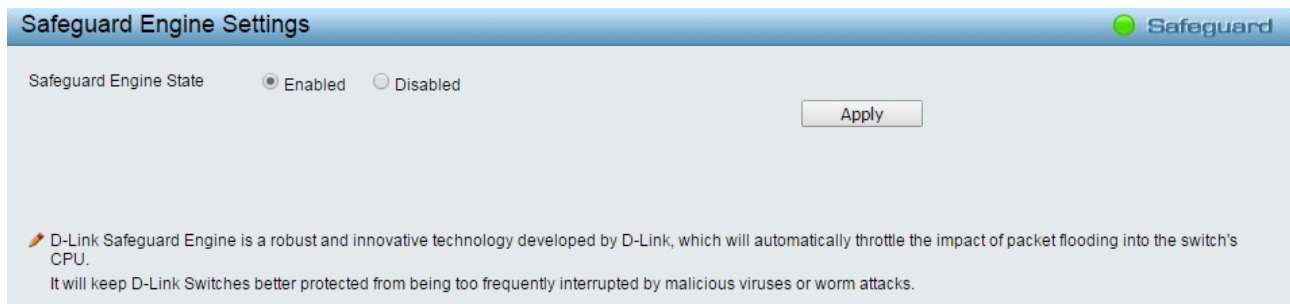 Safeguard Engine Settings
Safeguard
Safeguard Engine State
Enabled
Disabled
Apply
D-Link Safeguard Engine is a robust and innovative technology developed by D-Link, which will automatically throttle the impact of packet flooding into the switch's
CPU.
It will keep D-Link Switches better protected from being too frequently interrupted by malicious viruses or worm attacks.